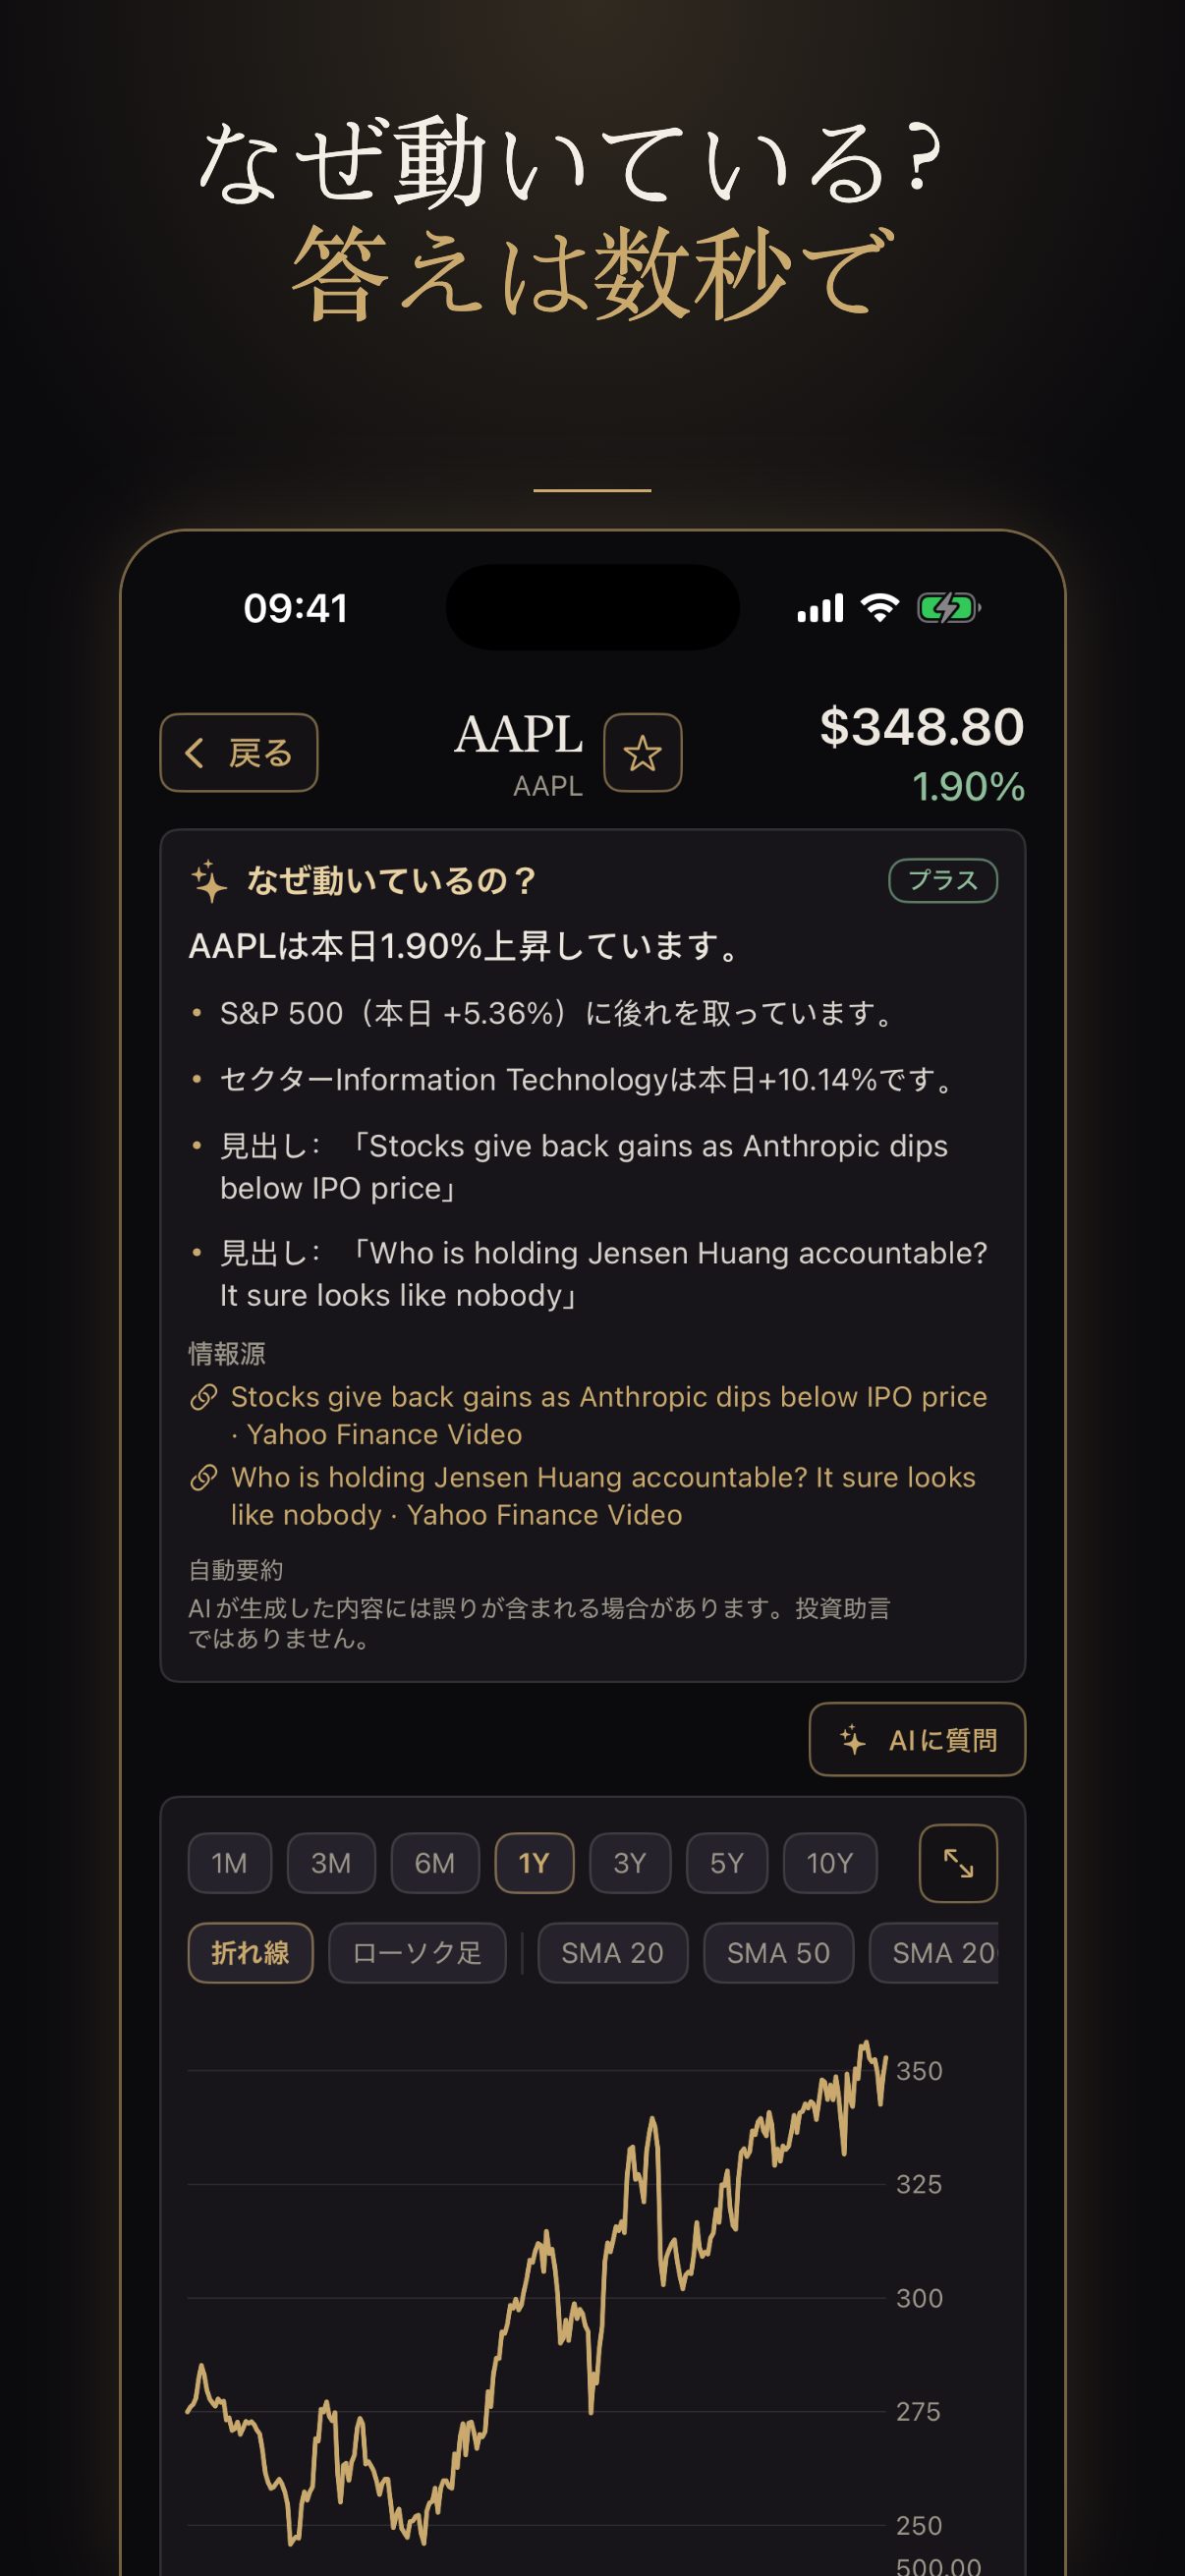 なぜ動いている?
答えは数秒で
09:41
戻る
AAPL
AAPL
$348.80
1.90%
なぜ動いているの？
プラス
AAPLは本日1.90%上昇しています。
• S&P 500（本日 +5.36%）に後れを取っています。
• セクターInformation Technologyは本日+10.14%です。
• 見出し： 「Stocks give back gains as Anthropic dips
below IPO price」
• 見出し： 「Who is holding Jensen Huang accountable?
It sure looks like nobody」
情報源
Stocks give back gains as Anthropic dips below IPO price
· Yahoo Finance Video
Who is holding Jensen Huang accountable? It sure looks
like nobody · Yahoo Finance Video
自動要約
AIが生成した内容には誤りが含まれる場合があります。投資助言
ではありません。
AIに質問
1M 3M 6M 1Y 3Y 5Y 10Y
折れ線 ローソク足 SMA 20 SMA 50 SMA 20
350
325
300
275
250
500.00